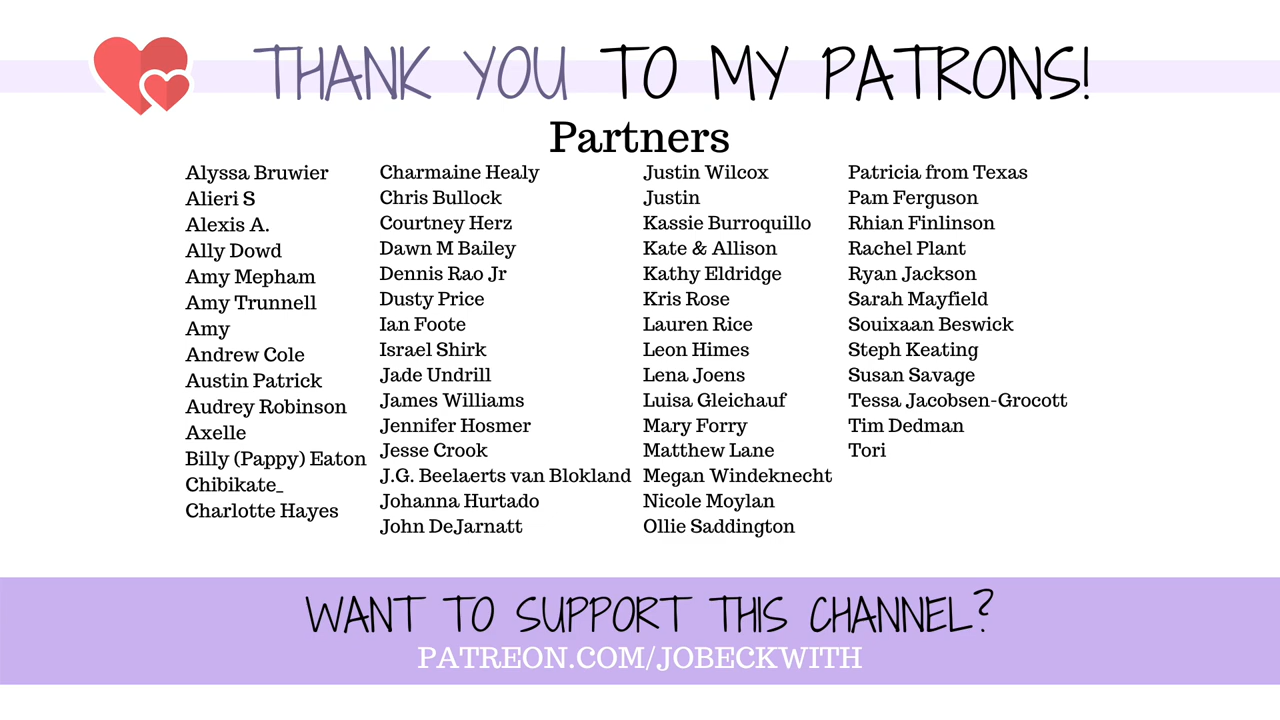 THANK YOU TO MY PATRONS!
Partners
Alyssa Bruwier
Alieri S
Alexis A.
Ally Dowd
Amy Mepham
Amy Trunnell
Amy
Andrew Cole
Austin Patrick
Audrey Robinson
Axelle
Billy (Pappy) Eaton
Chibikate_
Charlotte Hayes
Charmaine Healy
Chris Bullock
Courtney Herz
Dawn M Bailey
Dennis Rao Jr
Dusty Price
Ian Foote
Israel Shirk
Jade Undrill
James Williams
Jennifer Hosmer
Jesse Crook
J.G. Beelaerts van Blokland
Johanna Hurtado
John DeJarnatt
Justin Wilcox
Justin
Kassie Burroquillo
Kate & Allison
Kathy Eldridge
Kris Rose
Lauren Rice
Leon Himes
Lena Joens
Luisa Gleichauf
Mary Forry
Matthew Lane
Megan Windeknecht
Nicole Moylan
Ollie Saddington
Patricia from Texas
Pam Ferguson
Rhian Finlinson
Rachel Plant
Ryan Jackson
Sarah Mayfield
Souixaan Beswick
Steph Keating
Susan Savage
Tessa Jacobsen-Grocott
Tim Dedman
Tori
WANT TO SUPPORT THIS CHANNEL?
PATREON.COM/JOBECKWITH